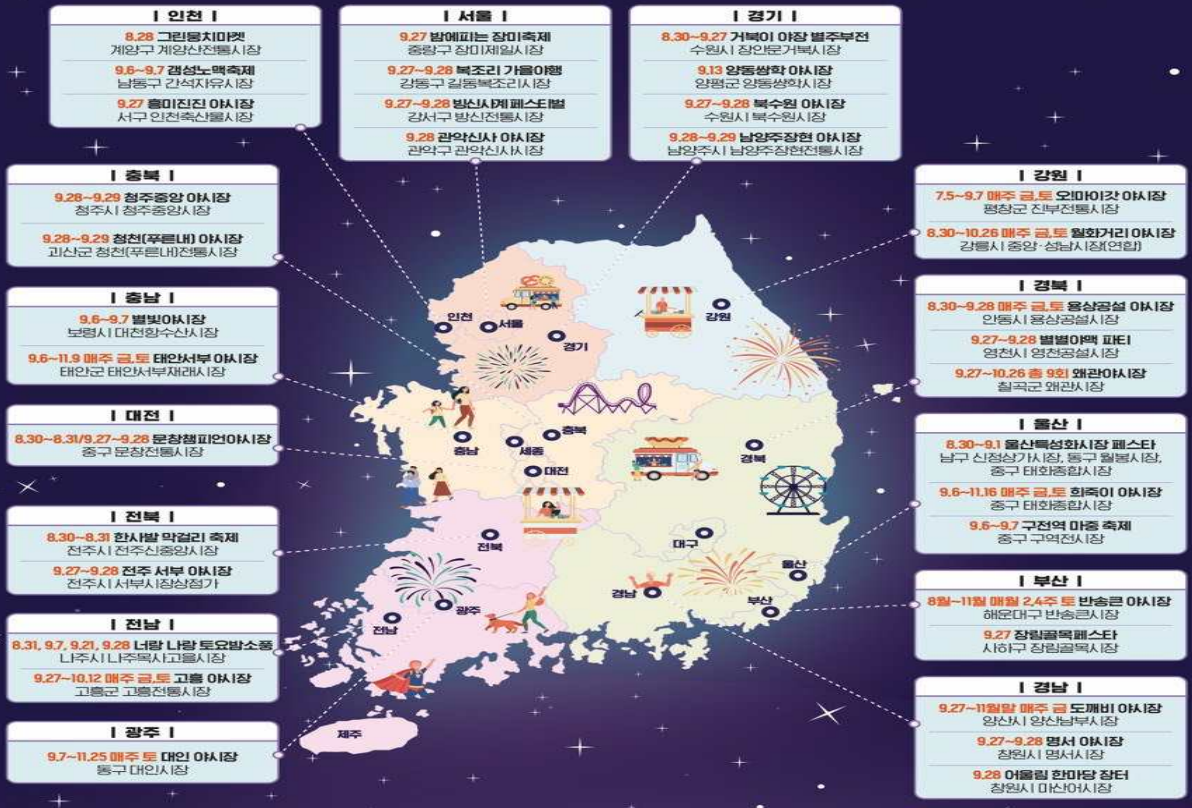 | 인천 |
8.28 그린뭉치마켓
계양구 계양산전통시장
9.6~9.7 갬성노맥축제
남동구 간석자유시장
9.27 흥미진진 야시장
서구 인천축산물시장
| 서울 |
9.27 밤에피는 장미축제
중랑구 장미제일시장
9.27~9.28 복조리 가을야행
강동구 길동복조리시장
9.27~9.28 방신사계 페스티벌
강서구 방신전통시장
9.28 관악신사 야시장
관악구 관악신사시장
| 경기 |
8.30~9.27 거북이 야장 별주부전
수원시 장안문거북시장
9.13 양동쌍학 야시장
양평군 양동쌍학시장
9.27~9.28 북수원 야시장
수원시 북수원시장
9.28~9.29 남양주장현 야시장
남양주시 남양주장현전통시장
| 충북 |
9.28~9.29 청주중앙 야시장
청주시 청주중앙시장
9.28~9.29 청천(푸른내) 야시장
괴산군 청천(푸른내)전통시장
| 충남 |
9.6~9.7 별빛야시장
보령시 대천항수산시장
9.6~11.9 매주 금,토 태안서부 야시장
태안군 태안서부재래시장
| 대전 |
8.30~8.31/9.27~9.28 문창챔피언야시장
중구 문창전통시장
| 전북 |
8.30~8.31 한사발 막걸리 축제
전주시 전주신중앙시장
9.27~9.28 전주 서부 야시장
전주시 서부시장상점가
| 전남 |
8.31, 9.7, 9.21, 9.28 너랑 나랑 토요밤소풍
나주시 나주목사고을시장
9.27~10.12 매주 금,토 고흥 야시장
고흥군 고흥전통시장
| 광주 |
9.7~11.25 매주 토 대인 야시장
동구 대인시장
| 강원 |
7.5~9.7 매주 금,토 오!마이갓 야시장
평창군 진부전통시장
8.30~10.26 매주 금,토 월화거리 야시장
강릉시 중앙·성남시장(연합)
| 경북 |
8.30~9.28 매주 금,토 용상공설 야시장
안동시 용상공설시장
9.27~9.28 별별야맥 파티
영천시 영천공설시장
9.27~10.26 총 9회 왜관야시장
칠곡군 왜관시장
| 울산 |
8.30~9.1 울산특성화시장 페스타
남구 신정상가시장, 동구 월봉시장,
중구 태화종합시장
9.6~11.16 매주 금,토 희죽이 야시장
중구 태화종합시장
9.6~9.7 구전역 마중 축제
중구 구역전시장
| 부산 |
8월~11월 매월 2,4주 토 반송큰 야시장
해운대구 반송큰시장
9.27 장림골목페스타
사하구 장림골목시장
| 경남 |
9.27~11월말 매주 금 도깨비 야시장
양산시 양산남부시장
9.27~9.28 명서 야시장
창원시 명서시장
9.28 어울림 한마당 장터
창원시 마산어시장
인천
서울
경기
강원
충남
세종
충북
대전
경북
전북
대구
울산
경남
부산
광주
전남
제주